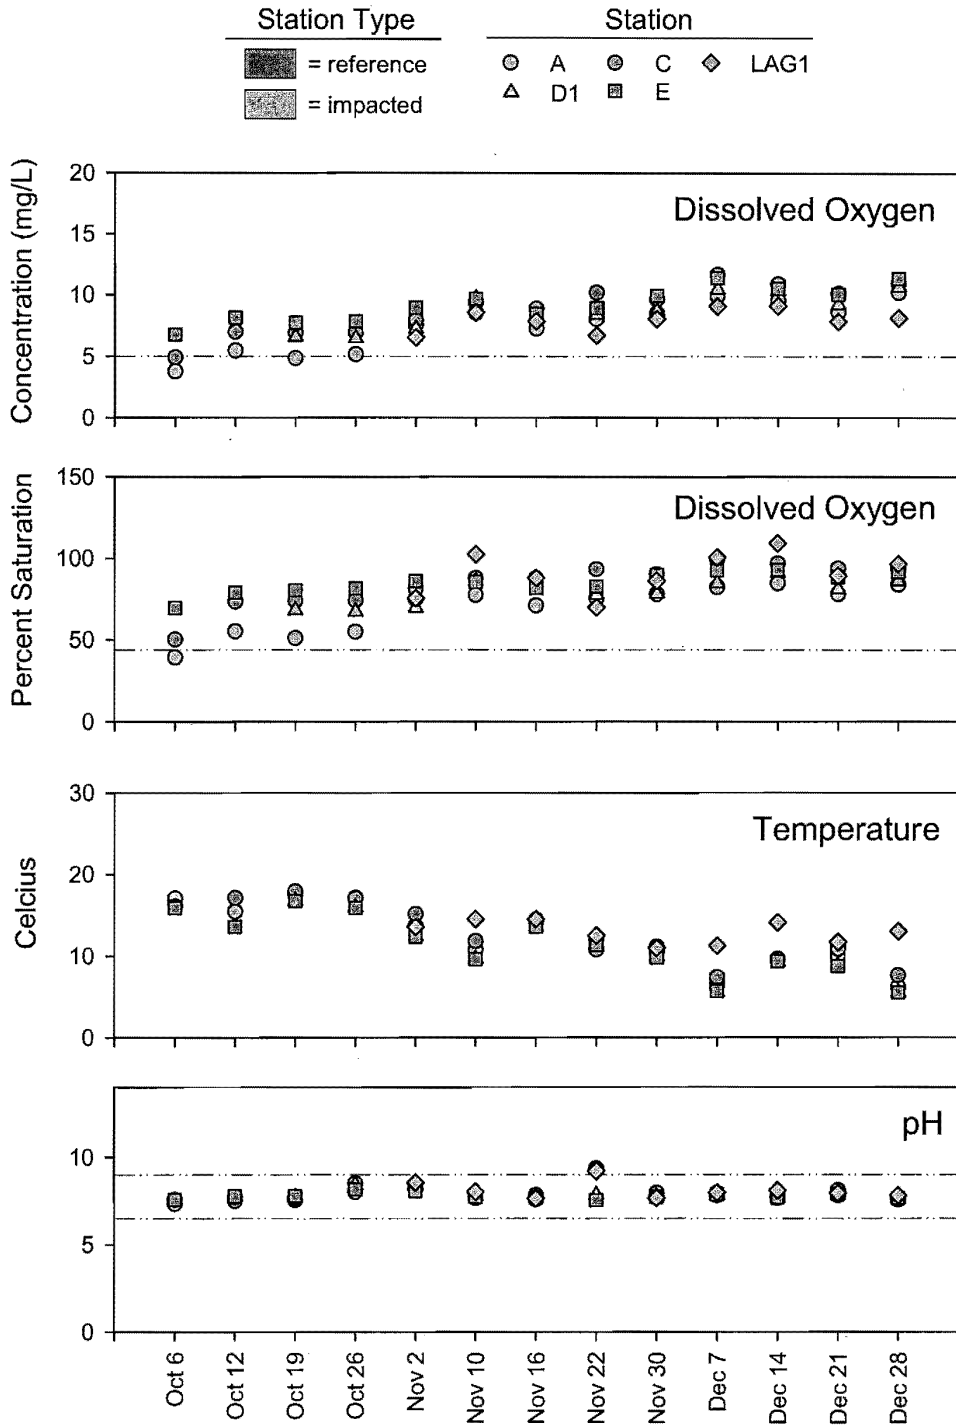 Station Type Station
= reference A C LAG1
= impacted D1 E
Concentration (mg/L)
20
15
10
5
0
Dissolved Oxygen
Percent Saturation
150
100
50
0
Dissolved Oxygen
Celcius
30
20
10
0
Temperature
10
5
0
pH
Oct 6
Oct 12
Oct 19
Oct 26
Nov 2
Nov 10
Nov 16
Nov 22
Nov 30
Dec 7
Dec 14
Dec 21
Dec 28